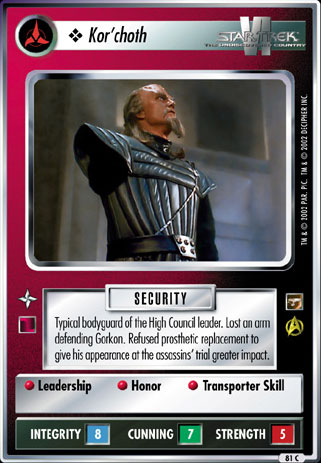 ❖ Kor'choth
STAR TREK VI
THE UNDISCOVERED COUNTRY
TM & © 2002 PAR. PIC. TM & © 2002 DECIPHER INC.
SECURITY
Typical bodyguard of the High Council leader. Lost an arm
defending Gorkon. Refused prosthetic replacement to
give his appearance at the assassins' trial greater impact.
Leadership Honor Transporter Skill
INTEGRITY 8 CUNNING 7 STRENGTH 5
81 C